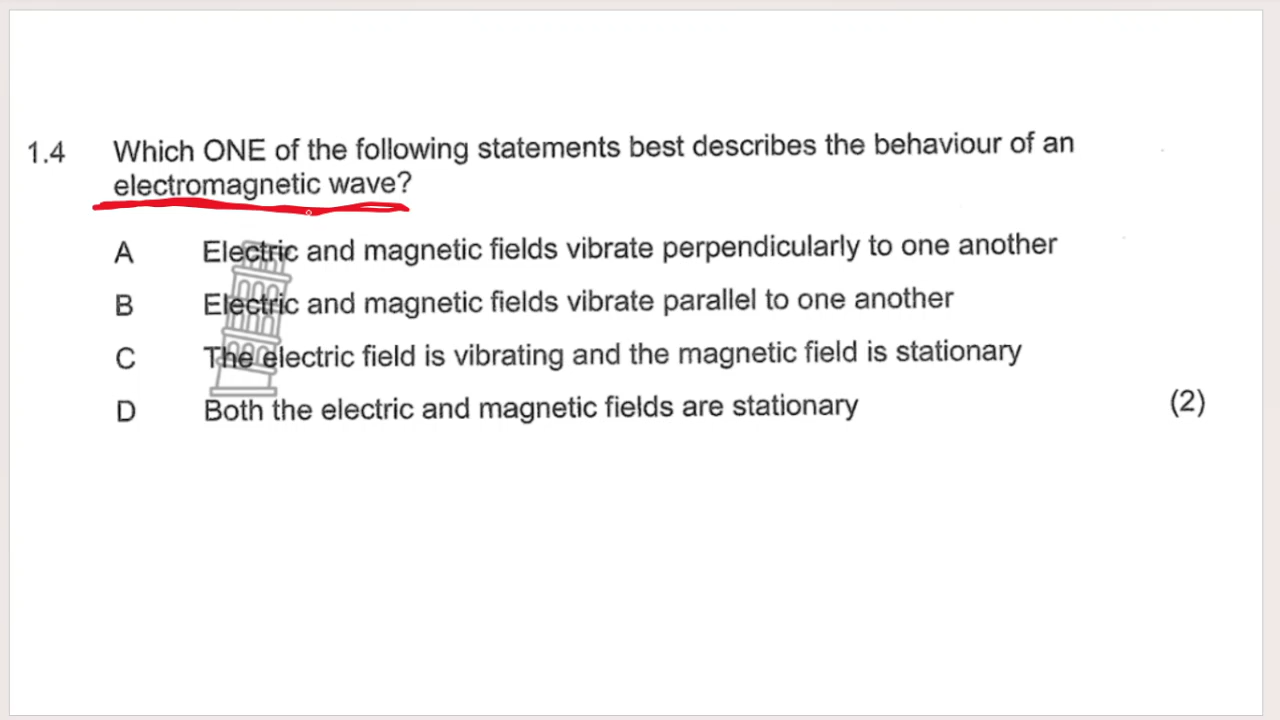 1.4 Which ONE of the following statements best describes the behaviour of an
electromagnetic wave?
A Electric and magnetic fields vibrate perpendicularly to one another
B Electric and magnetic fields vibrate parallel to one another
C The electric field is vibrating and the magnetic field is stationary
D Both the electric and magnetic fields are stationary (2)